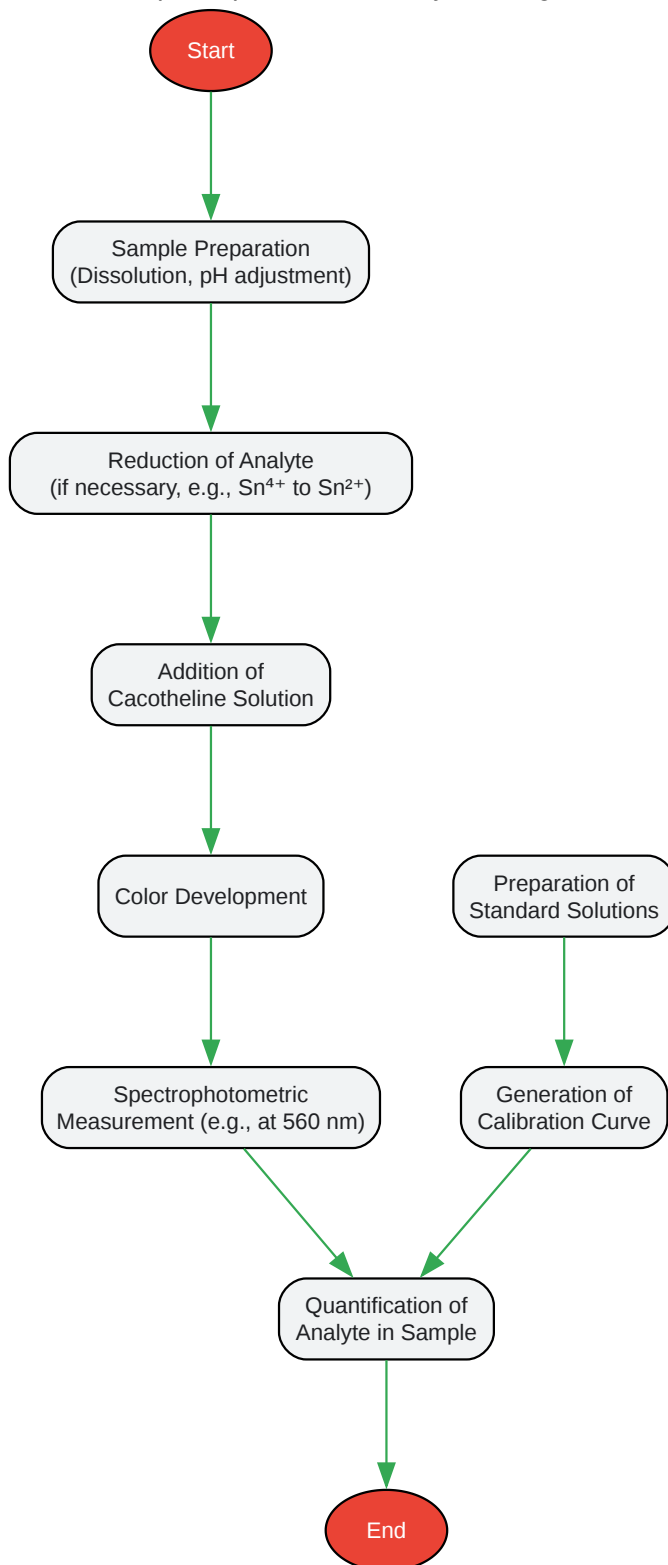 Start
Sample Preparation
(Dissolution, pH adjustment)
Reduction of Analyte
(if necessary, e.g., Sn⁴⁺ to Sn²⁺)
Addition of
Cacotheline Solution
Color Development
Preparation of
Standard Solutions
Spectrophotometric
Measurement (e.g., at 560 nm)
Generation of
Calibration Curve
Quantification of
Analyte in Sample
End